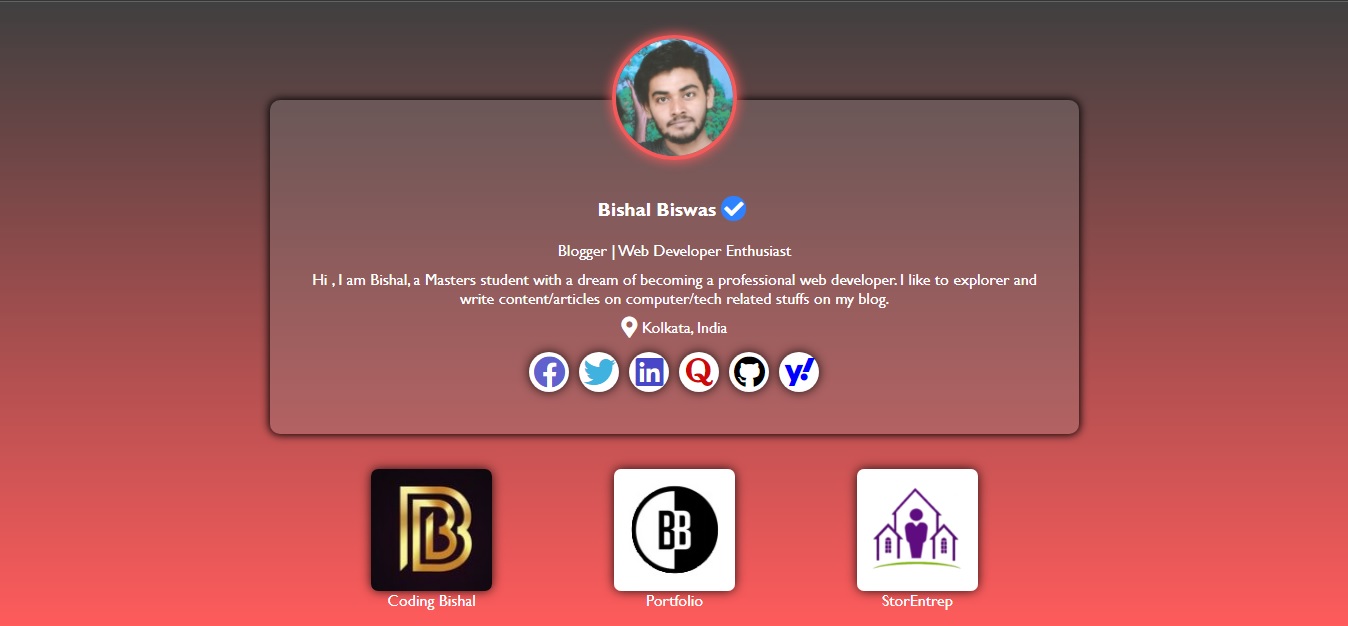 Bishal Biswas
Blogger | Web Developer Enthusiast
Hi , I am Bishal, a Masters student with a dream of becoming a professional web developer. I like to explorer and
write content/articles on computer/tech related stuffs on my blog.
Kolkata, India
f in Q y!
B BB
Coding Bishal Portfolio StorEntrep